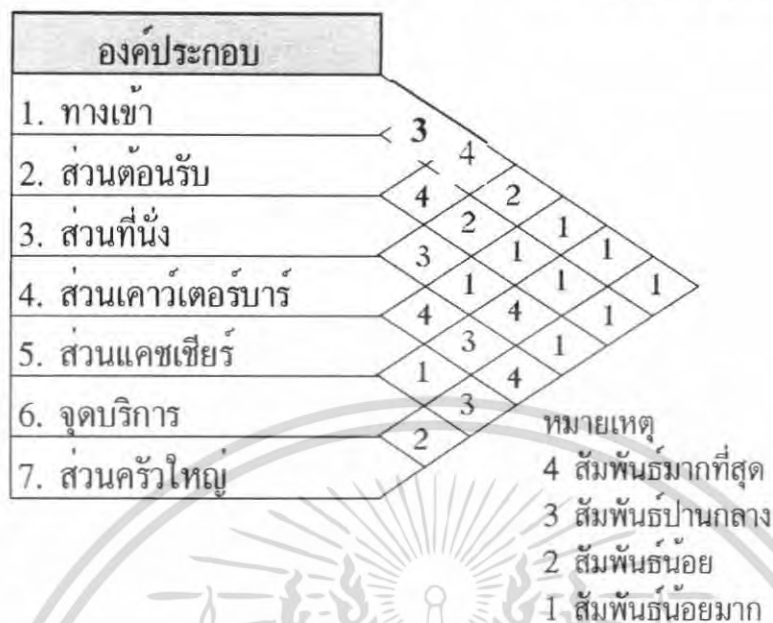 องค์ประกอบ
1. ทางเข้า
3
4
2. ส่วนต้อนรับ
4 2
2 1
3. ส่วนที่นั่ง
3 1 1
1 1 1
4. ส่วนเคาว์เตอร์บาร์
4 4 1
3 1
5. ส่วนแคชเชียร์
1 4
3
6. จุดบริการ
2
7. ส่วนครัวใหญ่
หมายเหตุ
4 สัมพันธ์มากที่สุด
3 สัมพันธ์ปานกลาง
2 สัมพันธ์น้อย
1 สัมพันธ์น้อยมาก